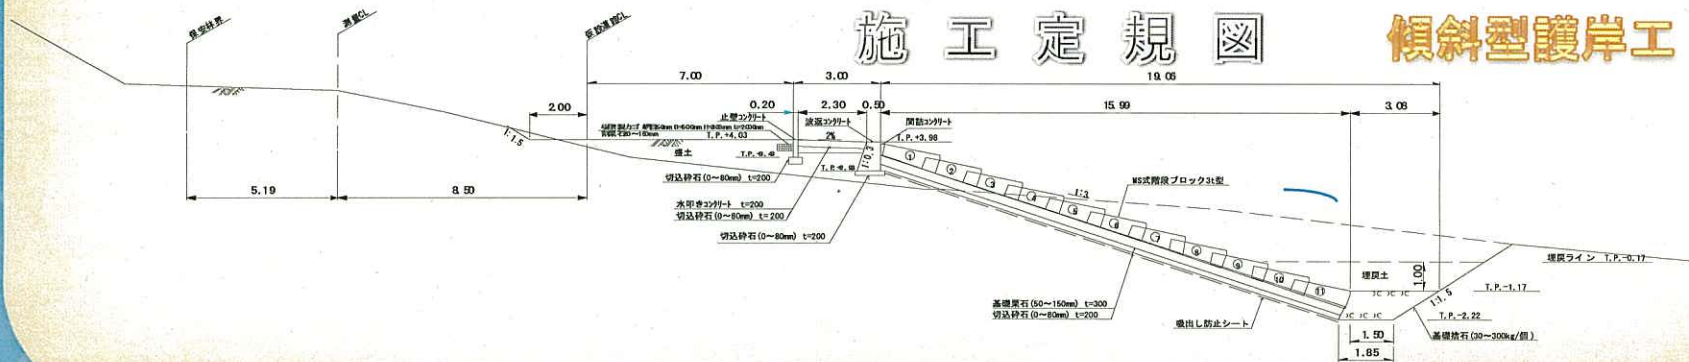 施工定規図
傾斜型護岸工
保安林界
測量CL
7.00
3.00
19.06
2.00
0.20
2.30
0.50
15.99
3.08
止壁コンクリート
波返コンクリート
間詰コンクリート
T.P.+4.03
2%
T.P.+3.98
1:1.5
盛土
1:0.3
切込砕石(0～80mm) t=200
MS式階段ブロック3t型
1:3
5.19
8.50
水叩きコンクリート t=200
切込砕石(0～80mm) t=200
切込砕石(0～80mm) t=200
①
②
③
④
⑤
⑥
⑦
⑧
⑨
⑩
⑪
埋戻ライン T.P.-0.17
埋戻土
1.00
T.P.-1.17
1:1.5
基礎栗石(50～150mm) t=300
切込砕石(0～80mm) t=200
T.P.-2.22
吸出し防止シート
基礎捨石(30～300kg/個)
1.50
1.85